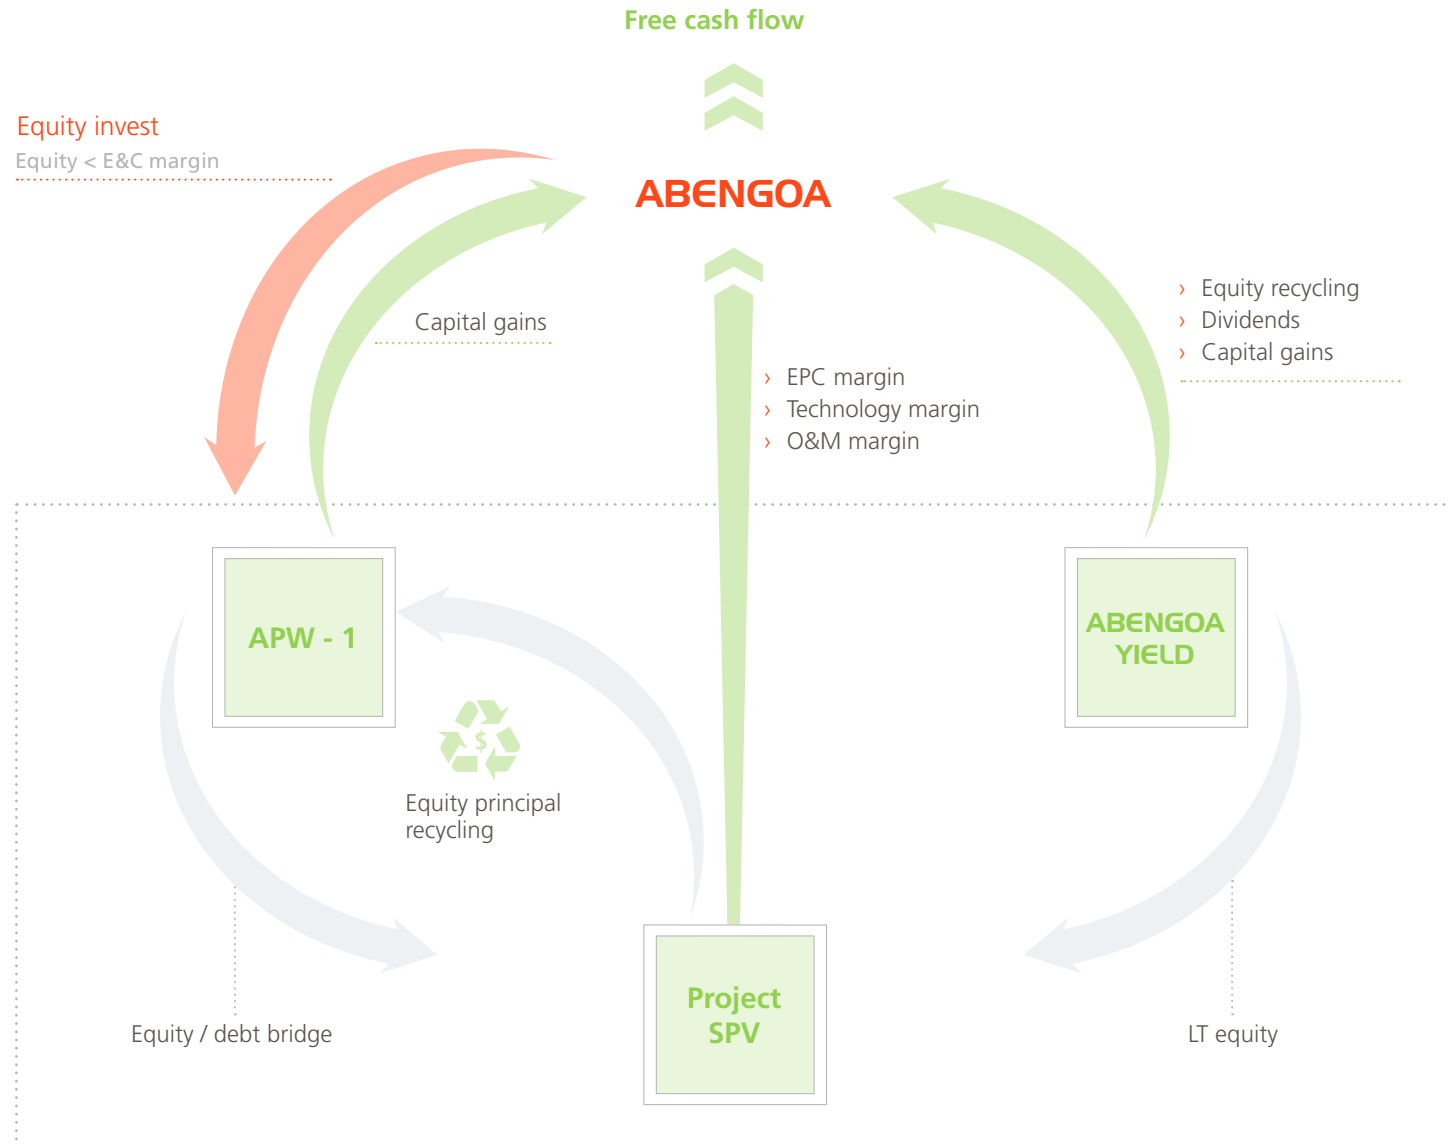 Free cash flow
Equity invest
Equity < E&C margin
ABENGOA
Capital gains
› Equity recycling
› Dividends
› Capital gains
› EPC margin
› Technology margin
› O&M margin
APW - 1
ABENGOA
YIELD
$
Equity principal
recycling
Project
SPV
Equity / debt bridge
LT equity